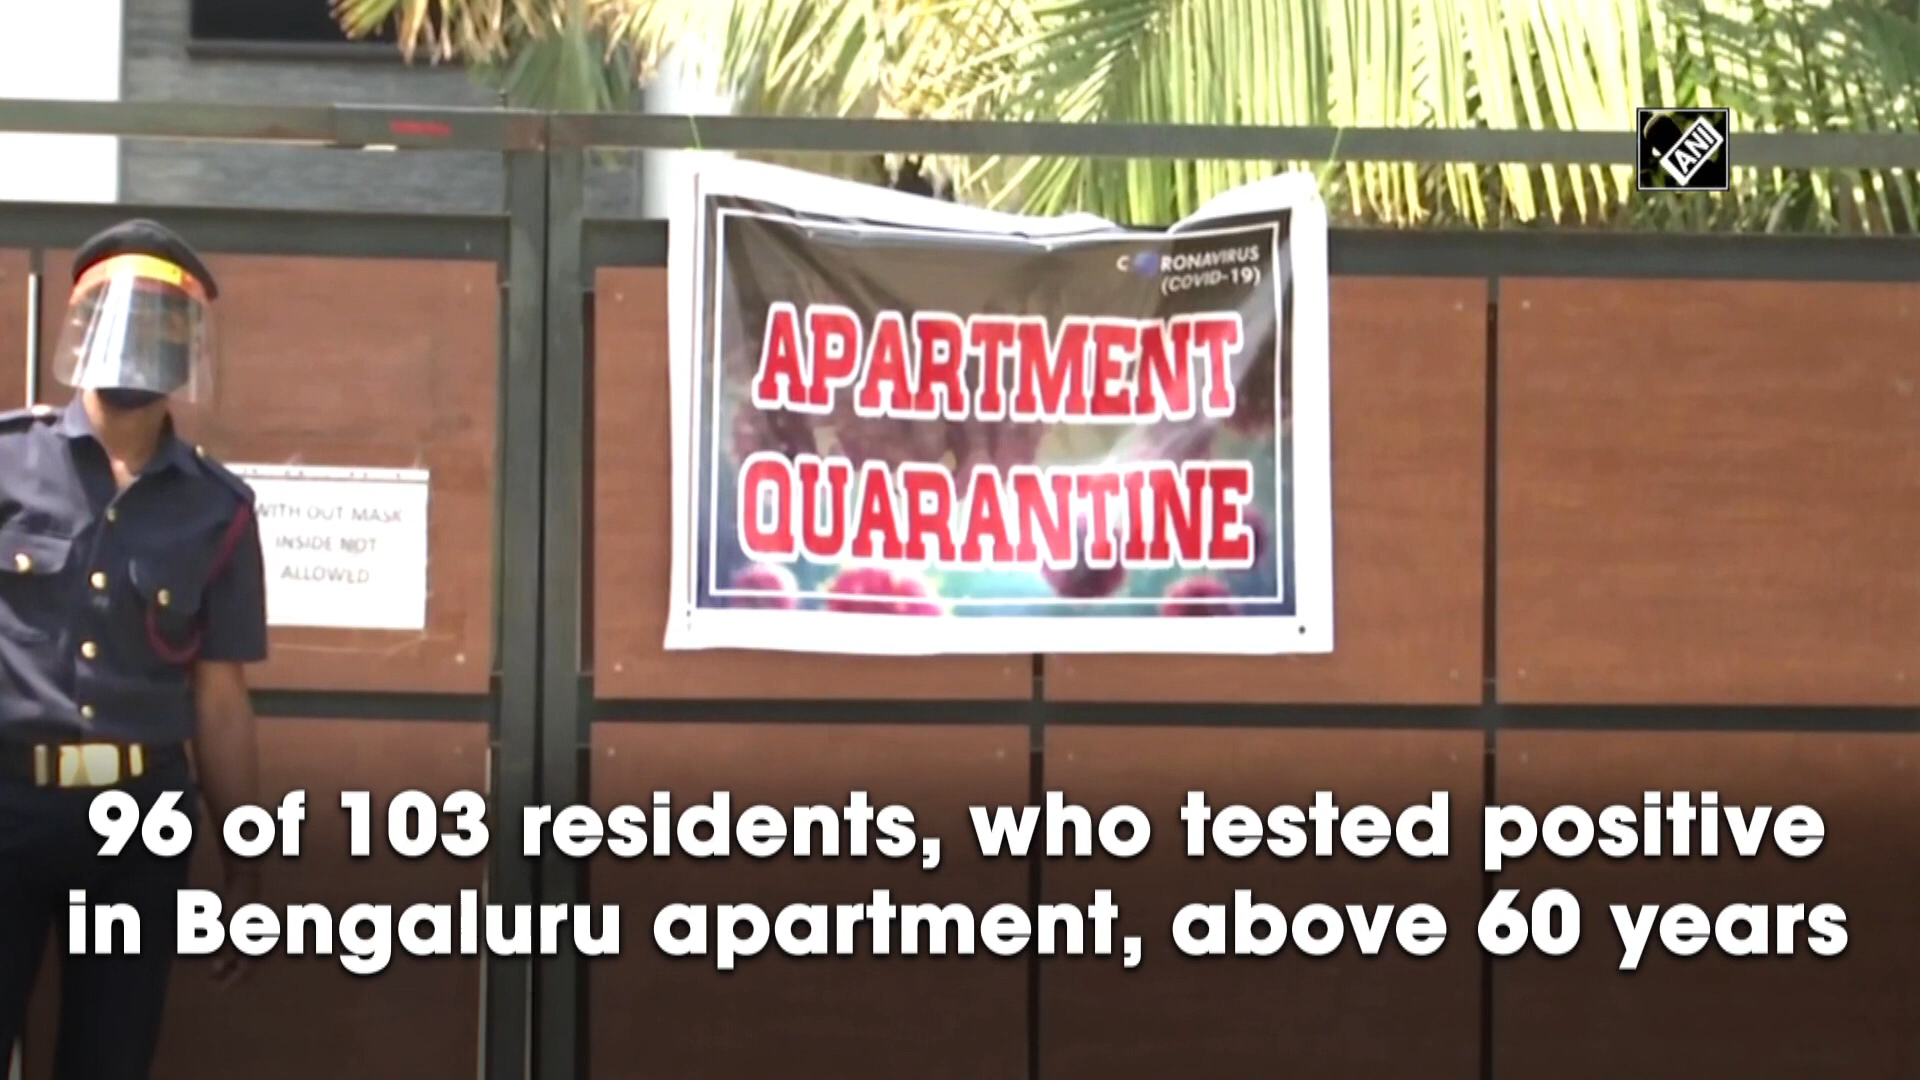 ANI
C RONAVIRUS
(COVID-19)
APARTMENT
QUARANTINE
WITH OUT MASK
INSIDE NOT
ALLOWED
96 of 103 residents, who tested positive
in Bengaluru apartment, above 60 years